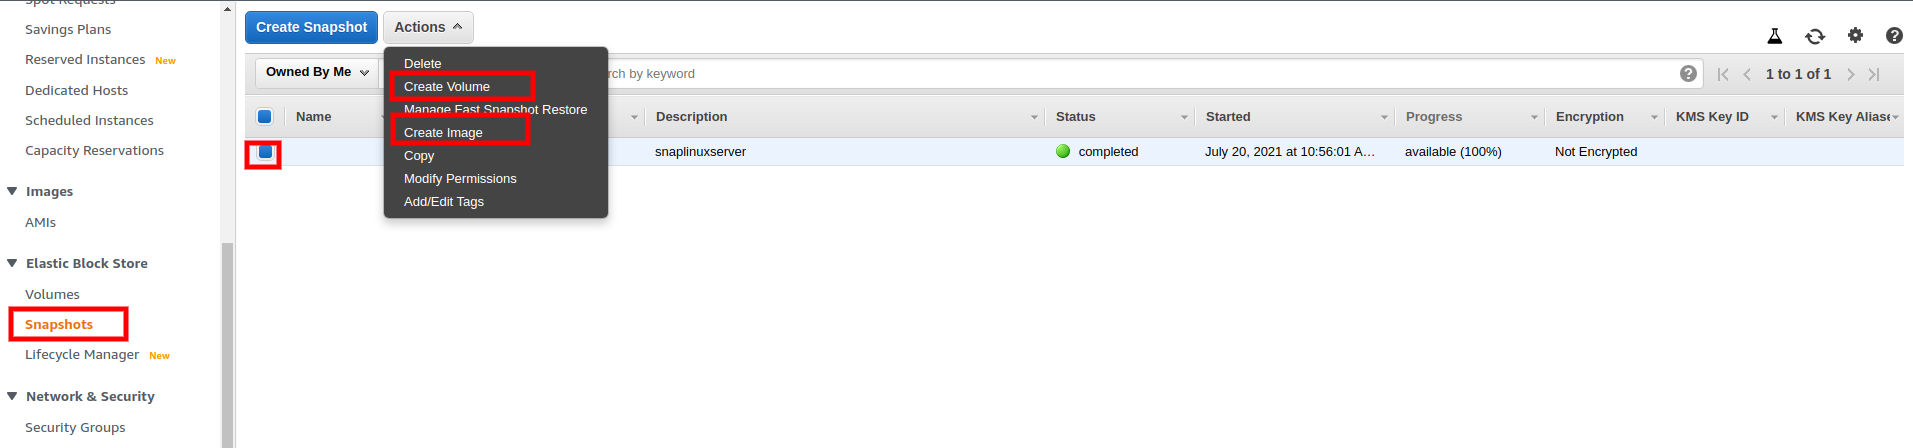 Spot Requests
Savings Plans
Reserved Instances New
Dedicated Hosts
Scheduled Instances
Capacity Reservations
Images
AMIs
Elastic Block Store
Volumes
Snapshots
Lifecycle Manager New
Network & Security
Security Groups
Create Snapshot Actions
Owned By Me rch by keyword 1 to 1 of 1
Delete
Create Volume
Manage Fast Snapshot Restore
Create Image
Copy
Modify Permissions
Add/Edit Tags
Name Description Status Started Progress Encryption KMS Key ID KMS Key Aliase
snaplinuxserver completed July 20, 2021 at 10:56:01 A... available (100%) Not Encrypted